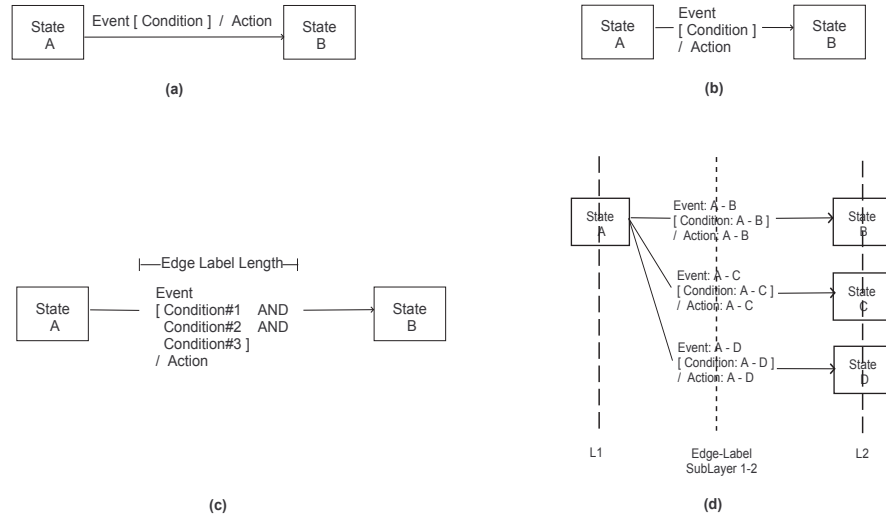 State
A
Event [ Condition ] / Action
State
B
(a)
State
A
Event
[ Condition ]
/ Action
State
B
(b)
Edge Label Length
State
A
Event
[ Condition#1 AND
Condition#2 AND
Condition#3 ]
/ Action
State
B
(c)
State
A
Event: A - B
[ Condition: A - B ]
/ Action: A - B
State
B
Event: A - C
[ Condition: A - C ]
/ Action: A - C
State
C
Event: A - D
[ Condition: A - D ]
/ Action: A - D
State
D
L1
Edge-Label
SubLayer 1-2
L2
(d)